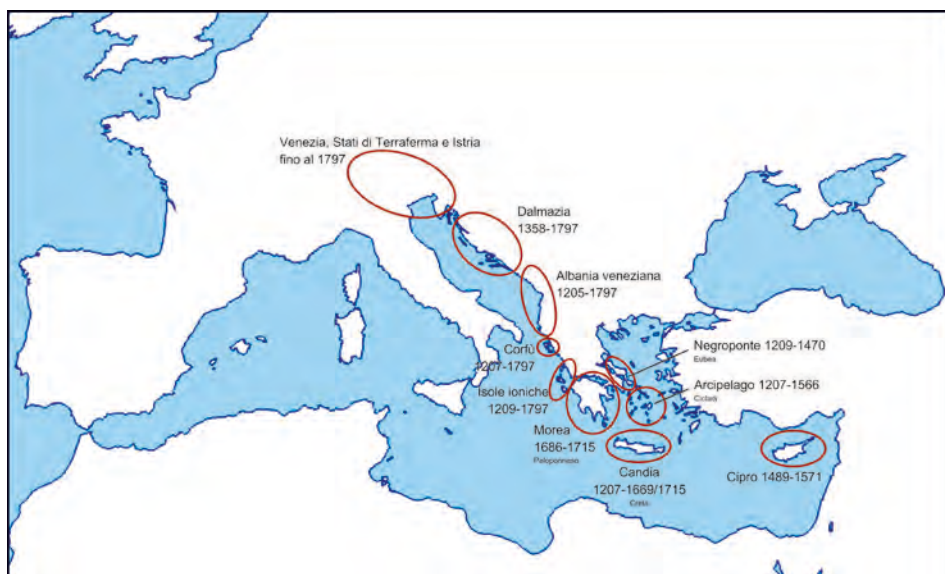 Venezia, Stati di Terraferma e Istria
fino al 1797
Dalmazia
1358-1797
Albania veneziana
1205-1797
Corfù
1207-1797
Isole ioniche
1209-1797
Negroponte 1209-1470
Eubea
Arcipelago 1207-1566
Cicladi
Morea
1686-1715
Peloponneso
Candia
1207-1669/1715
Creta
Cipro 1489-1571